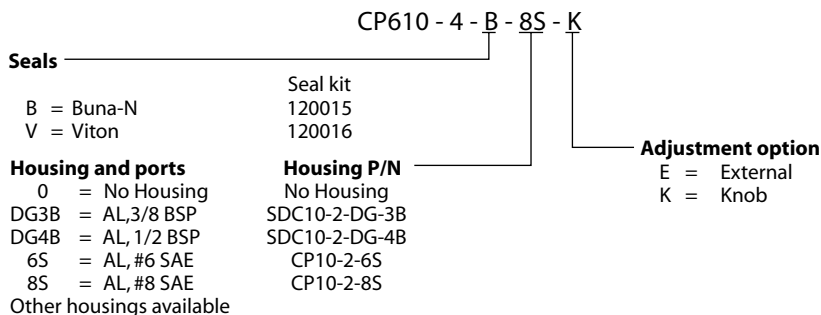 CP610 - 4 - B - 8S - K
Seals
Seal kit
B = Buna-N 120015
V = Viton 120016
Housing and ports Housing P/N
0 = No Housing No Housing
DG3B = AL,3/8 BSP SDC10-2-DG-3B
DG4B = AL, 1/2 BSP SDC10-2-DG-4B
6S = AL, #6 SAE CP10-2-6S
8S = AL, #8 SAE CP10-2-8S
Other housings available
Adjustment option
E = External
K = Knob